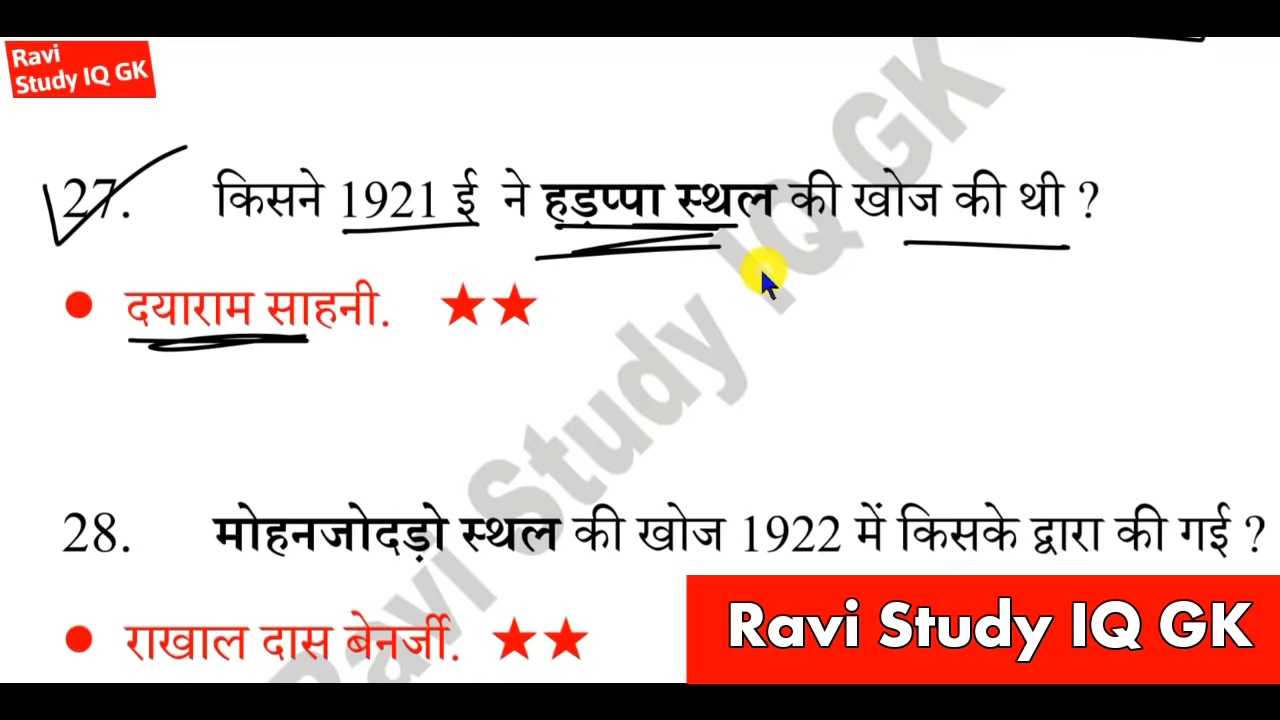 Ravi
Study IQ GK
27. किसने 1921 ई ने हड़प्पा स्थल की खोज की थी ?
● दयाराम साहनी. ★★
Ravi Study IQ GK
28. मोहनजोदड़ो स्थल की खोज 1922 में किसके द्वारा की गई ?
● राखाल दास बेनर्जी. ★★
Ravi Study IQ GK